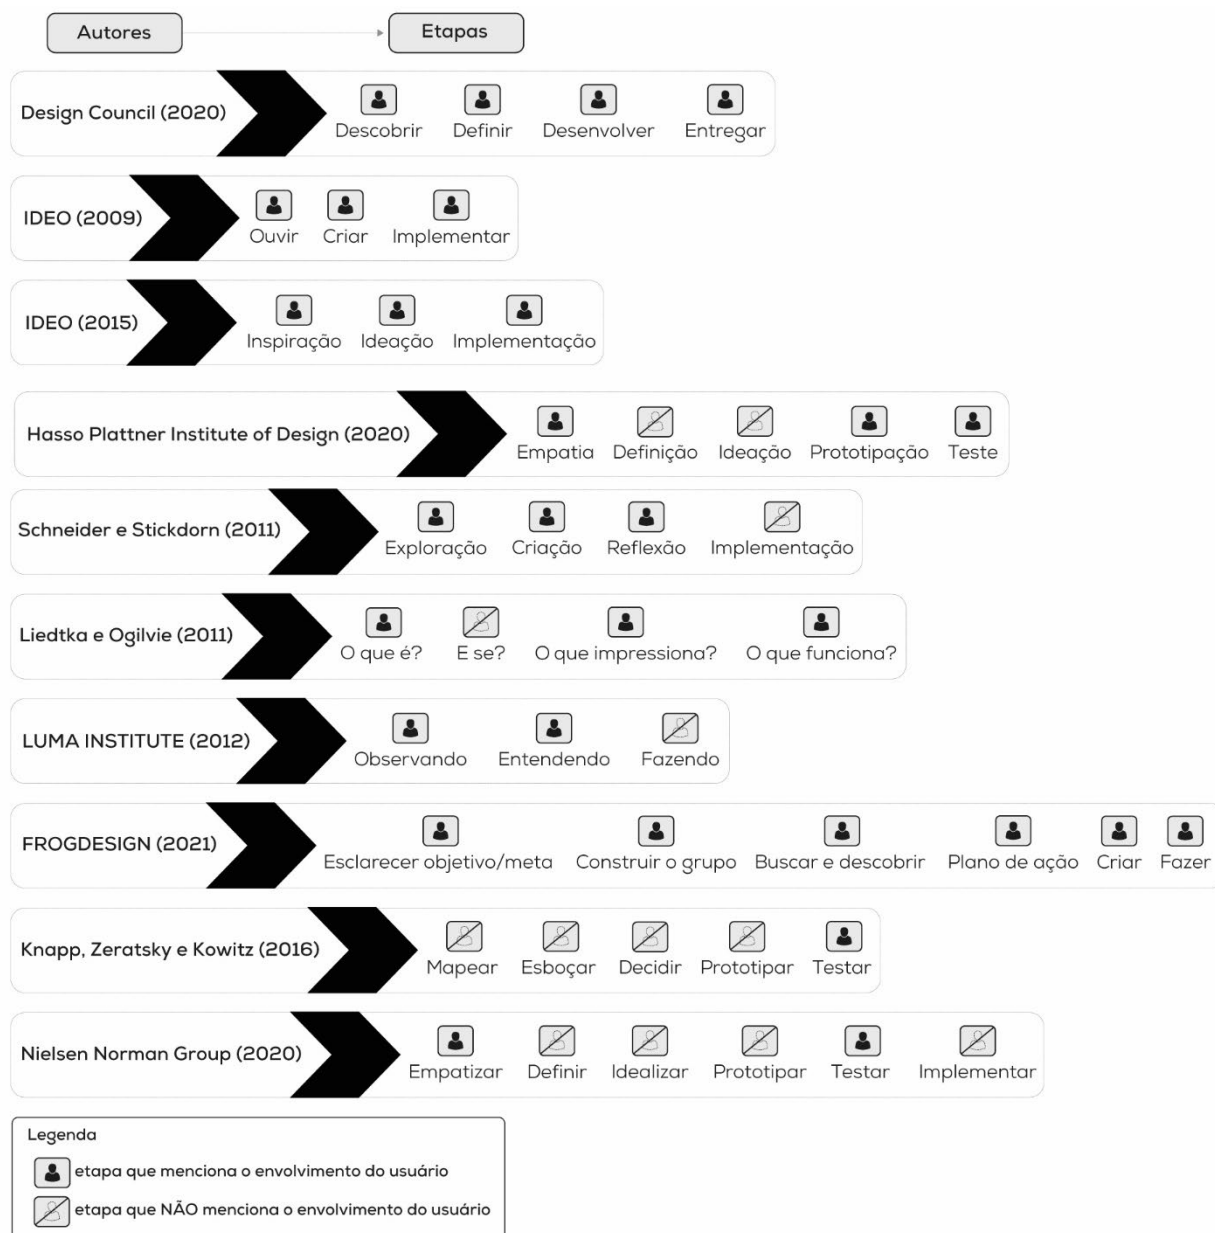 Autores Etapas
Design Council (2020) Descobrir Definir Desenvolver Entregar
IDEO (2009) Ouvir Criar Implementar
IDEO (2015) Inspiração Ideação Implementação
Hasso Plattner Institute of Design (2020) Empatia Definição Ideação Prototipação Teste
Schneider e Stickdorn (2011) Exploração Criação Reflexão Implementação
Liedtka e Ogilvie (2011) O que é? E se? O que impressiona? O que funciona?
LUMA INSTITUTE (2012) Observando Entendendo Fazendo
FROGDESIGN (2021) Esclarecer objetivo/meta Construir o grupo Buscar e descobrir Plano de ação Criar Fazer
Knapp, Zeratsky e Kowitz (2016) Mapear Esboçar Decidir Prototipar Testar
Nielsen Norman Group (2020) Empatizar Definir Idealizar Prototipar Testar Implementar
Legenda
etapa que menciona o envolvimento do usuário
etapa que NÃO menciona o envolvimento do usuário